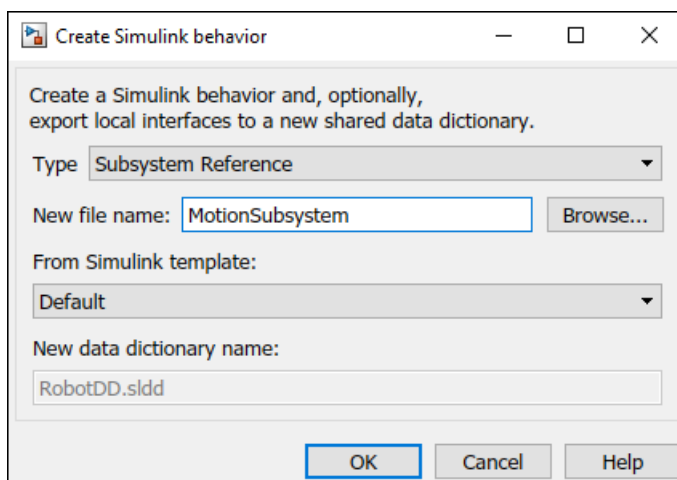 Create Simulink behavior
Create a Simulink behavior and, optionally,
export local interfaces to a new shared data dictionary.
Type Subsystem Reference
New file name: MotionSubsystem Browse...
From Simulink template:
Default
New data dictionary name:
RobotDD.sldd
OK Cancel Help